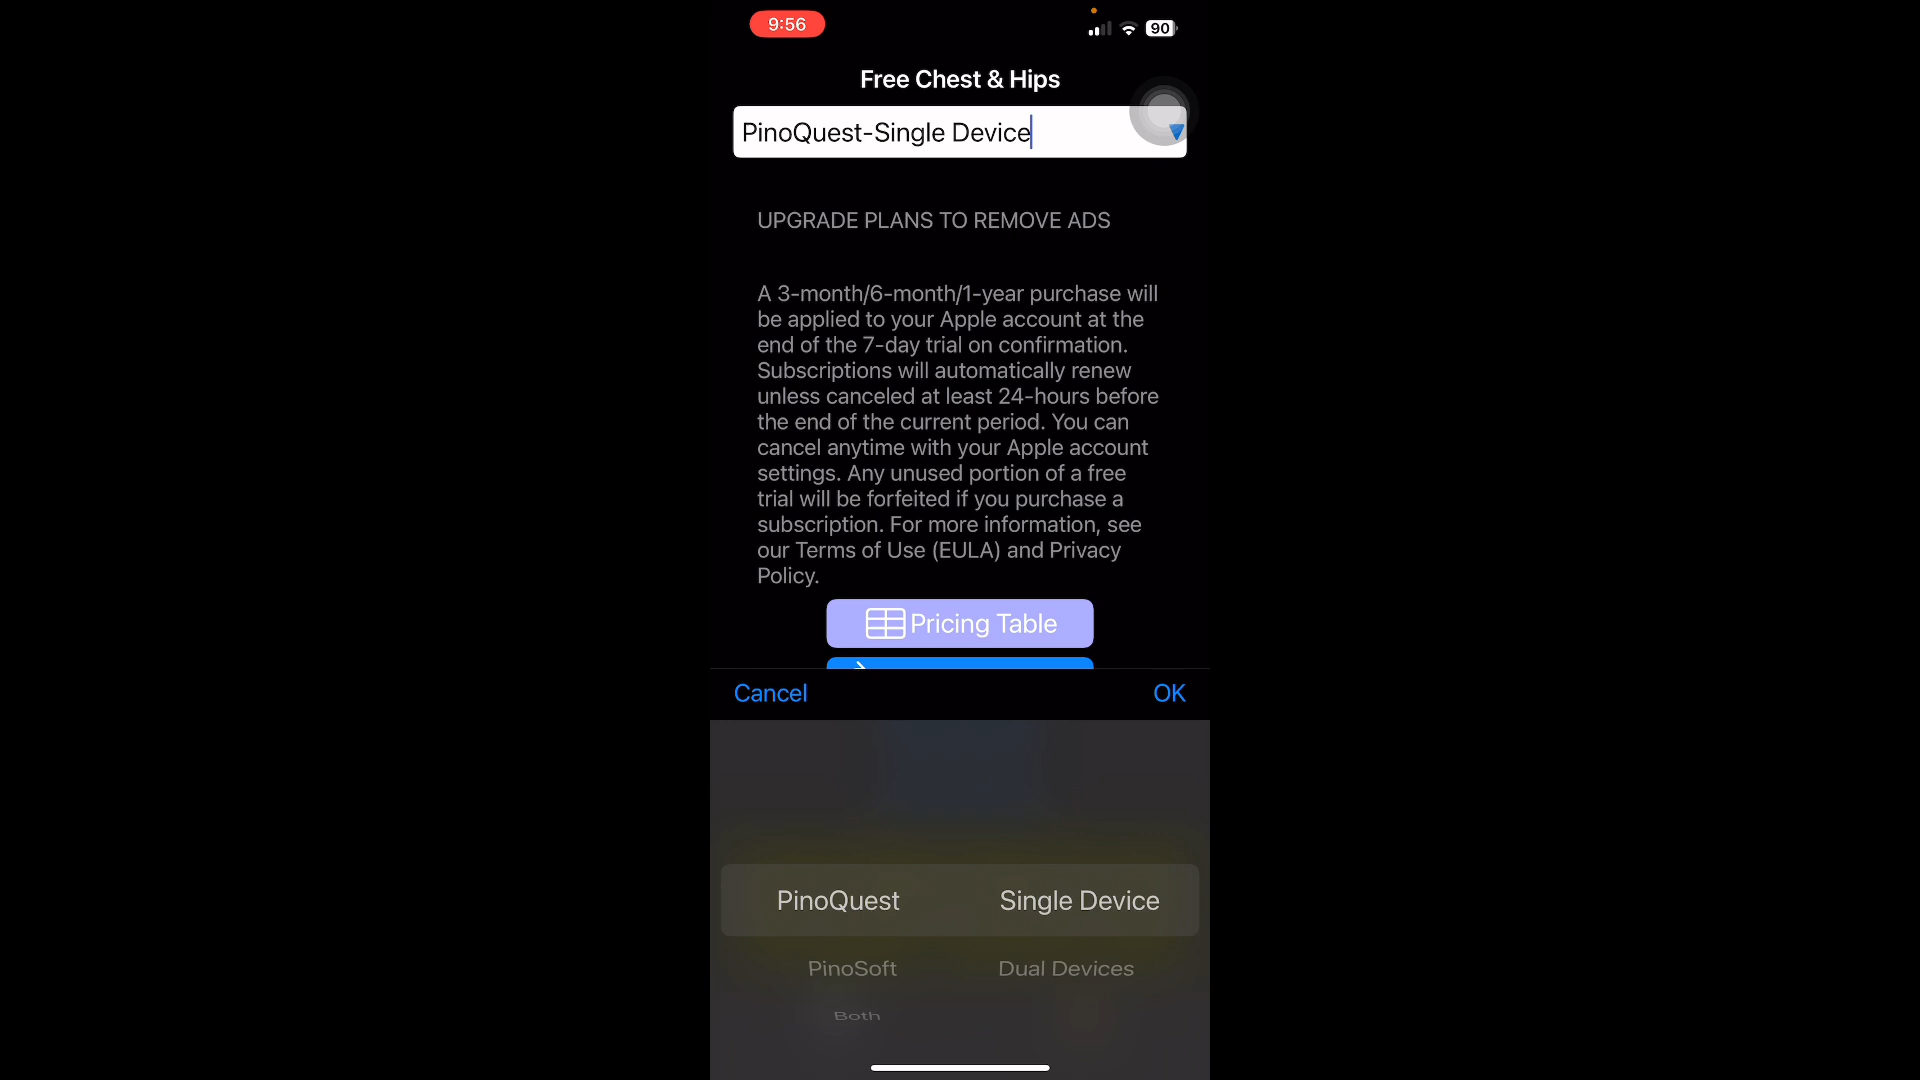 9:56
90
Free Chest & Hips
PinoQuest-Single Device
UPGRADE PLANS TO REMOVE ADS
A 3-month/6-month/1-year purchase will
be applied to your Apple account at the
end of the 7-day trial on confirmation.
Subscriptions will automatically renew
unless canceled at least 24-hours before
the end of the current period. You can
cancel anytime with your Apple account
settings. Any unused portion of a free
trial will be forfeited if you purchase a
subscription. For more information, see
our Terms of Use (EULA) and Privacy
Policy.
Pricing Table
Cancel OK
PinoQuest Single Device
PinoSoft Dual Devices
Both